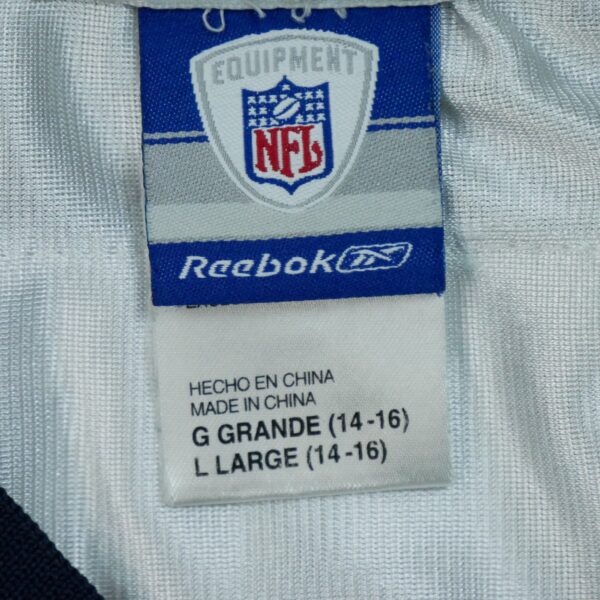 EQUIPMENT
NFL
Reebok
HECHO EN CHINA
MADE IN CHINA
G GRANDE (14-16)
L LARGE (14-16)